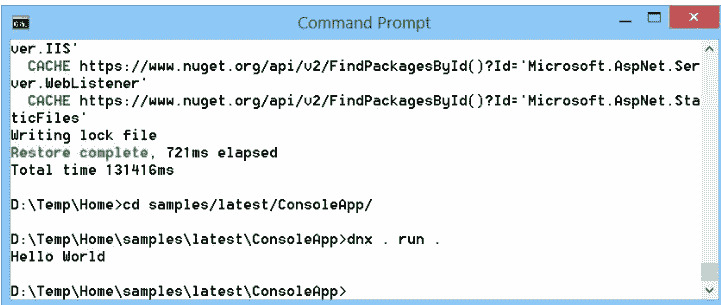 Command Prompt
ver.IIS'
CACHE https://www.nuget.org/api/v2/FindPackagesById()?Id='Microsoft.AspNet.Ser
ver.WebListener'
CACHE https://www.nuget.org/api/v2/FindPackagesById()?Id='Microsoft.AspNet.Sta
ticFiles'
Writing lock file
Restore complete, 721ms elapsed
Total time 131416ms
D:\Temp\Home>cd samples/latest/ConsoleApp/
D:\Temp\Home\samples\latest\ConsoleApp>dnx . run .
Hello World
D:\Temp\Home\samples\latest\ConsoleApp>